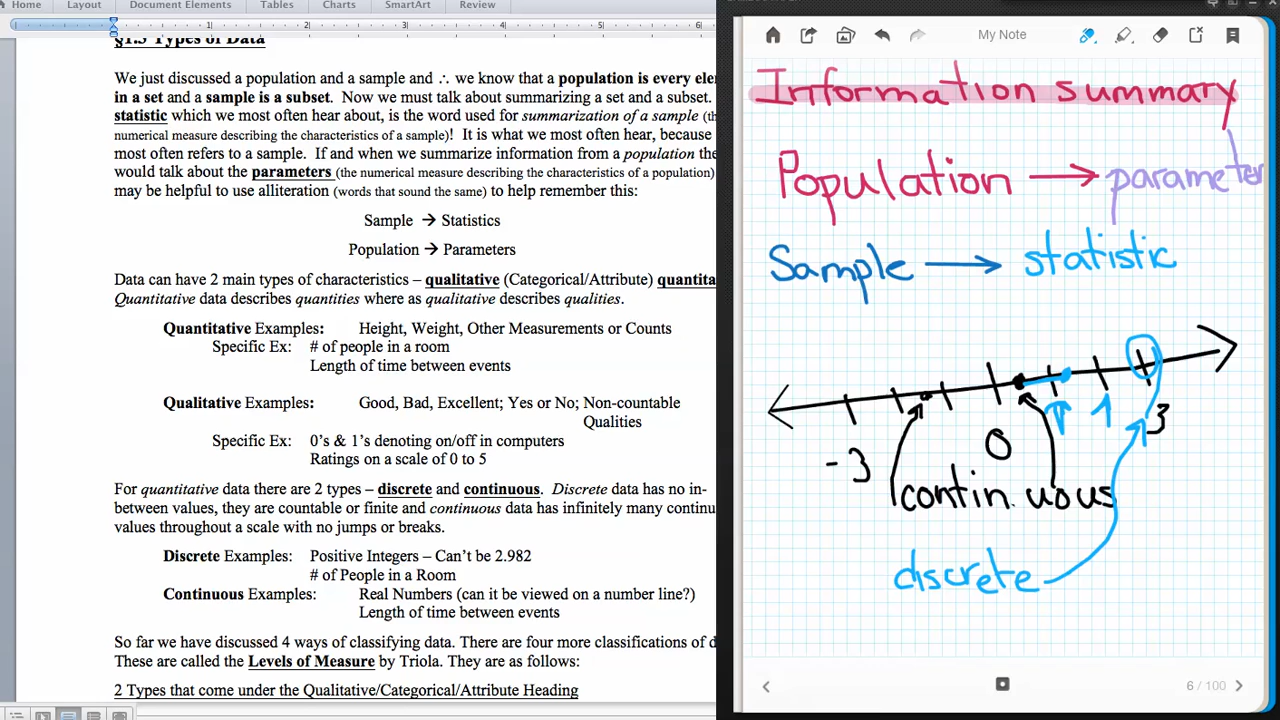 Home Layout Document Elements Tables Charts SmartArt Review
1 2 3 4 5 6
§1.3 Types of Data
We just discussed a population and a sample and ∴ we know that a population is every ele
in a set and a sample is a subset. Now we must talk about summarizing a set and a subset.
statistic which we most often hear about, is the word used for summarization of a sample (the
numerical measure describing the characteristics of a sample)! It is what we most often hear, because
most often refers to a sample. If and when we summarize information from a population the
would talk about the parameters (the numerical measure describing the characteristics of a population)
may be helpful to use alliteration (words that sound the same) to help remember this:
Sample → Statistics
Population → Parameters
Data can have 2 main types of characteristics – qualitative (Categorical/Attribute) quantita
Quantitative data describes quantities where as qualitative describes qualities.
Quantitative Examples: Height, Weight, Other Measurements or Counts
Specific Ex: # of people in a room
Length of time between events
Qualitative Examples: Good, Bad, Excellent; Yes or No; Non-countable
Qualities
Specific Ex: 0's & 1's denoting on/off in computers
Ratings on a scale of 0 to 5
For quantitative data there are 2 types – discrete and continuous. Discrete data has no in-
between values, they are countable or finite and continuous data has infinitely many continu
values throughout a scale with no jumps or breaks.
Discrete Examples: Positive Integers – Can't be 2.982
# of People in a Room
Continuous Examples: Real Numbers (can it be viewed on a number line?)
Length of time between events
So far we have discussed 4 ways of classifying data. There are four more classifications of d
These are called the Levels of Measure by Triola. They are as follows:
2 Types that come under the Qualitative/Categorical/Attribute Heading
My Note
Information summary
Population → parameter
Sample → statistic
-3 0 3
continuous
discrete
6 / 100